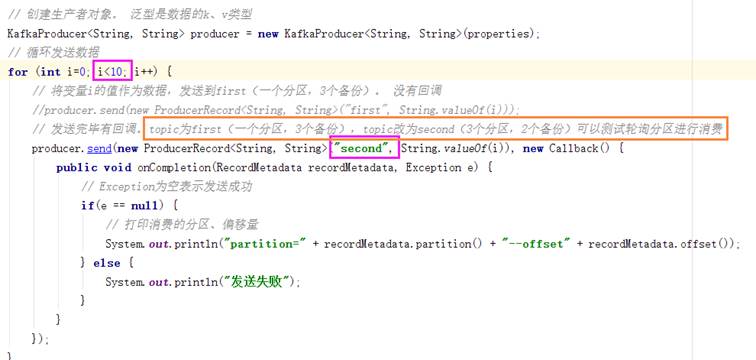 // 创建生产者对象。 泛型是数据的k、v类型
KafkaProducer<String, String> producer = new KafkaProducer<String, String>(properties);
// 循环发送数据
for (int i=0; i<10; i++) {
// 将变量i的值作为数据，发送到first（一个分区，3个备份）。 没有回调
//producer.send(new ProducerRecord<String, String>("first", String.valueOf(i)));
// 发送完毕有回调。topic为first（一个分区，3个备份），topic改为second（3个分区，2个备份）可以测试轮询分区进行消费
producer.send(new ProducerRecord<String, String>("second", String.valueOf(i)), new Callback() {
public void onCompletion(RecordMetadata recordMetadata, Exception e) {
// Exception为空表示发送成功
if(e == null) {
// 打印消费的分区、偏移量
System.out.println("partition=" + recordMetadata.partition() + "--offset" + recordMetadata.offset());
} else {
System.out.println("发送失败");
}
}
});
}